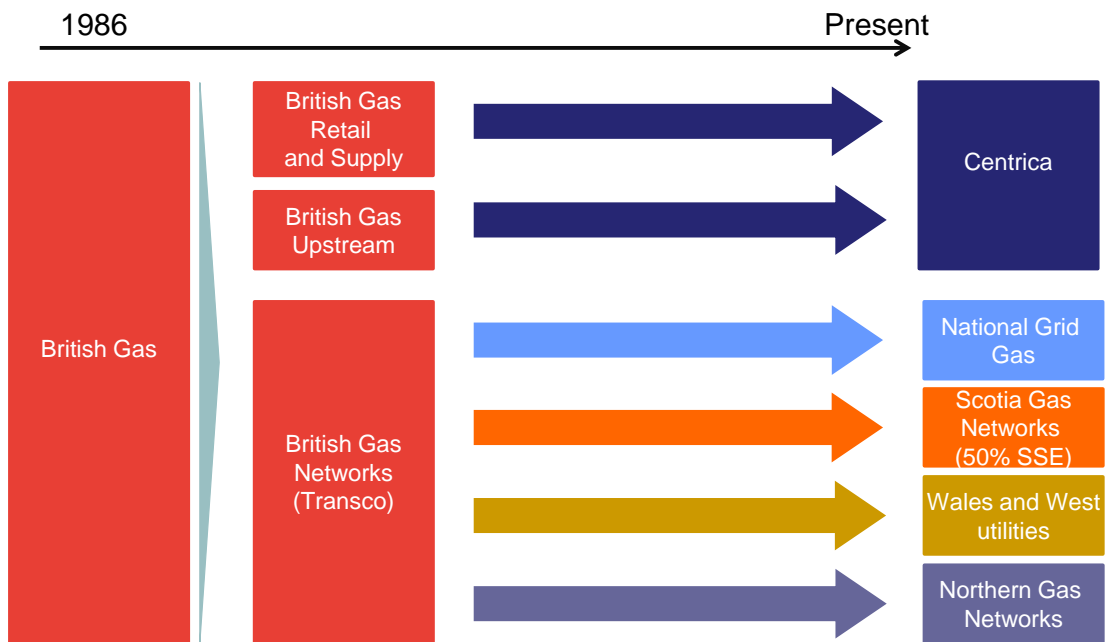 1986
Present
British Gas
British Gas
Retail
and Supply
British Gas
Upstream
British Gas
Networks
(Transco)
Centrica
National Grid
Gas
Scotia Gas
Networks
(50% SSE)
Wales and West
utilities
Northern Gas
Networks